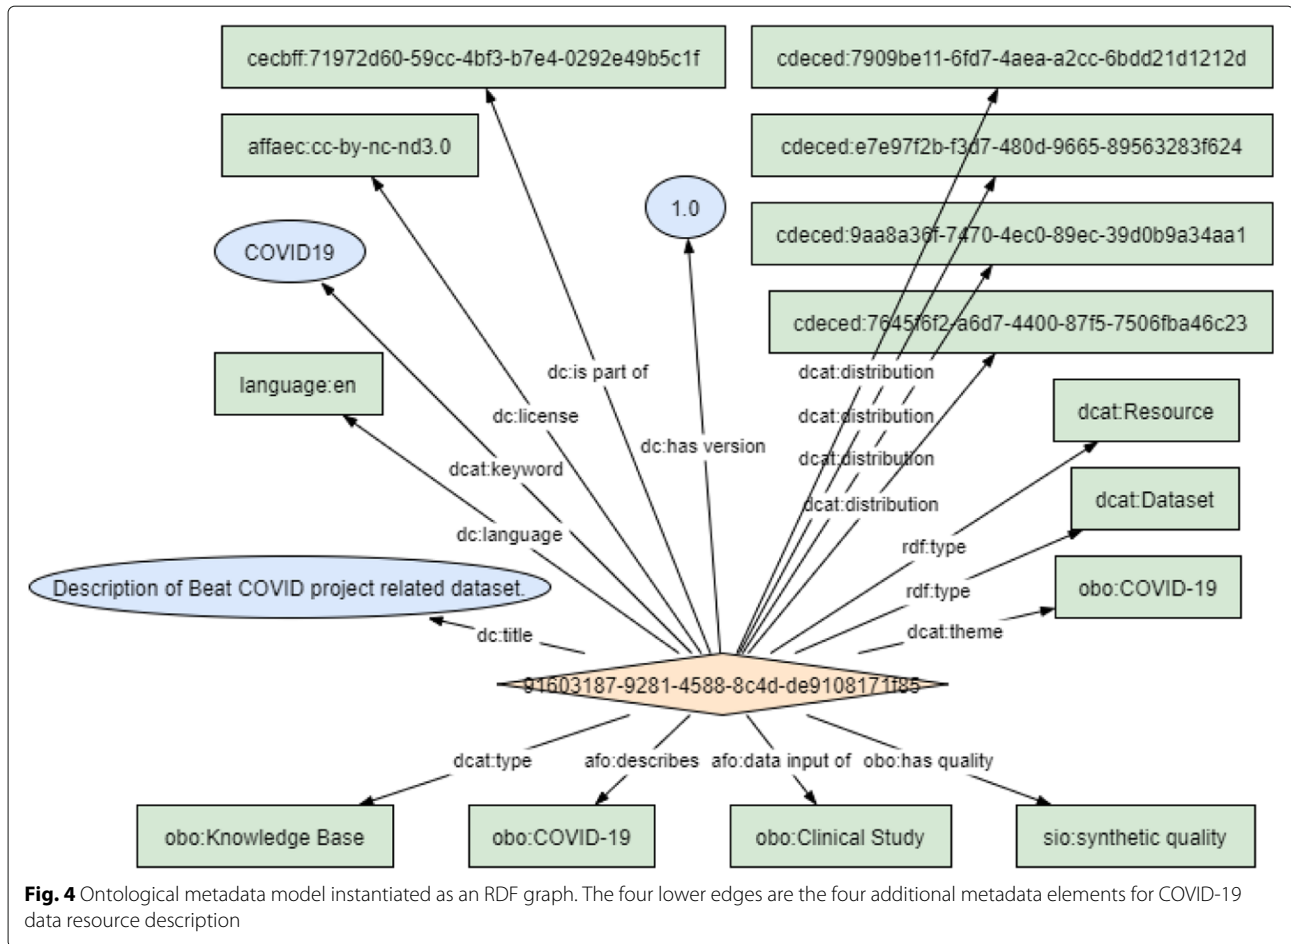 cecbff:71972d60-59cc-4bf3-b7e4-0292e49b5c1f
cdeced:7909be11-6fd7-4aea-a2cc-6bdd21d1212d
affaec:cc-by-nc-nd3.0
cdeced:e7e97f2b-f3d7-480d-9665-89563283f624
1.0
COVID19
cdeced:9aa8a36f-7470-4ec0-89ec-39d0b9a34aa1
cdeced:7645f6f2-a6d7-4400-87f5-7506fba46c23
language:en
dc:is part of
dcat:distribution
dc:license
dcat:distribution
dcat:Resource
dc:has version
dcat:keyword
dcat:distribution
dcat:distribution
dcat:Dataset
dc:language
rdf:type
Description of Beat COVID project related dataset.
rdf:type
obo:COVID-19
dc:title
dcat:theme
91603187-9281-4588-8c4d-de9108171f85
dcat:type
afo:describes
afo:data input of
obo:has quality
obo:Knowledge Base
obo:COVID-19
obo:Clinical Study
sio:synthetic quality
Fig. 4 Ontological metadata model instantiated as an RDF graph. The four lower edges are the four additional metadata elements for COVID-19
data resource description